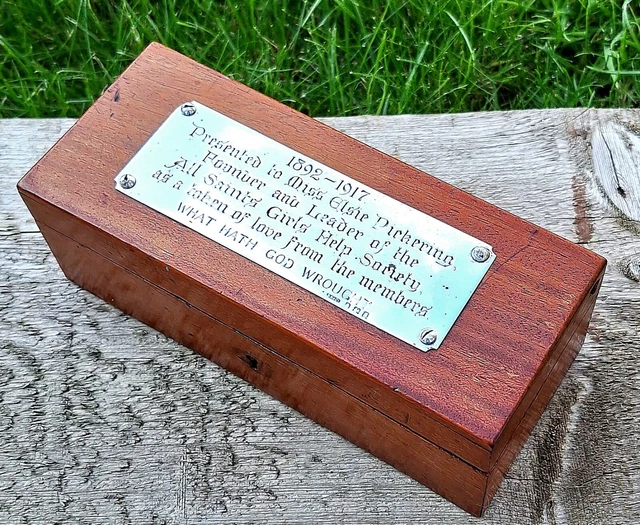 1892-1917
Presented to Miss Elsie Pickering,
Founder and Leader of the
All Saints Girls Help Society
as a token of love from the members
WHAT HATH GOD WROUGHT